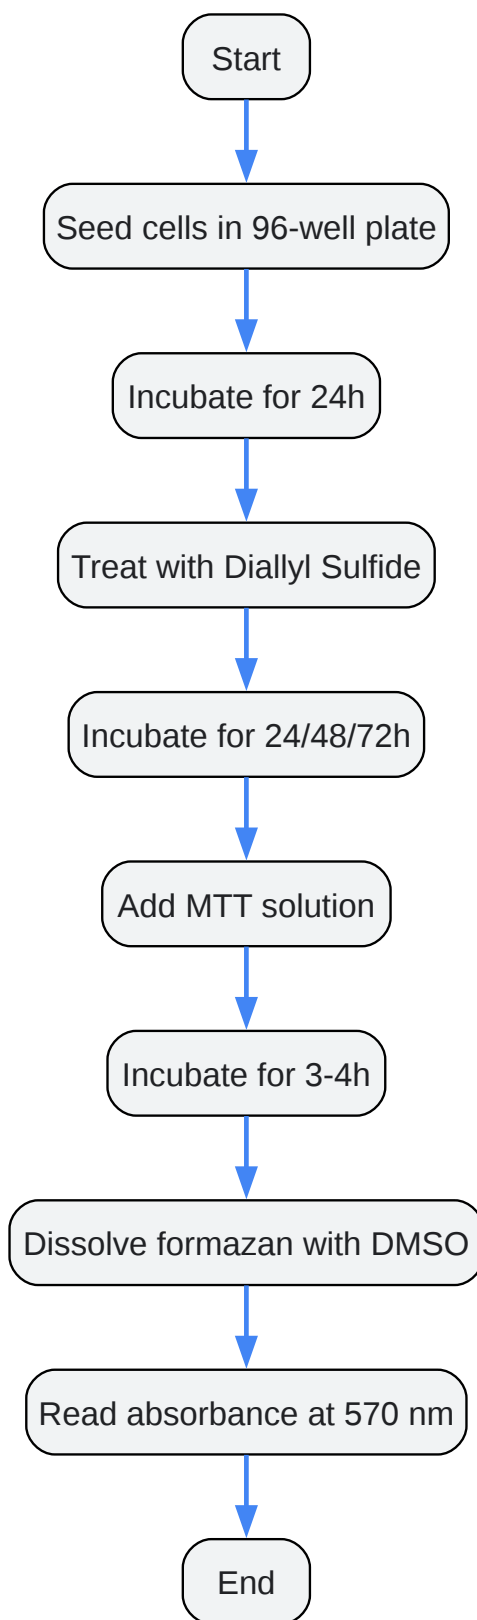 Start
Seed cells in 96-well plate
Incubate for 24h
Treat with Diallyl Sulfide
Incubate for 24/48/72h
Add MTT solution
Incubate for 3-4h
Dissolve formazan with DMSO
Read absorbance at 570 nm
End